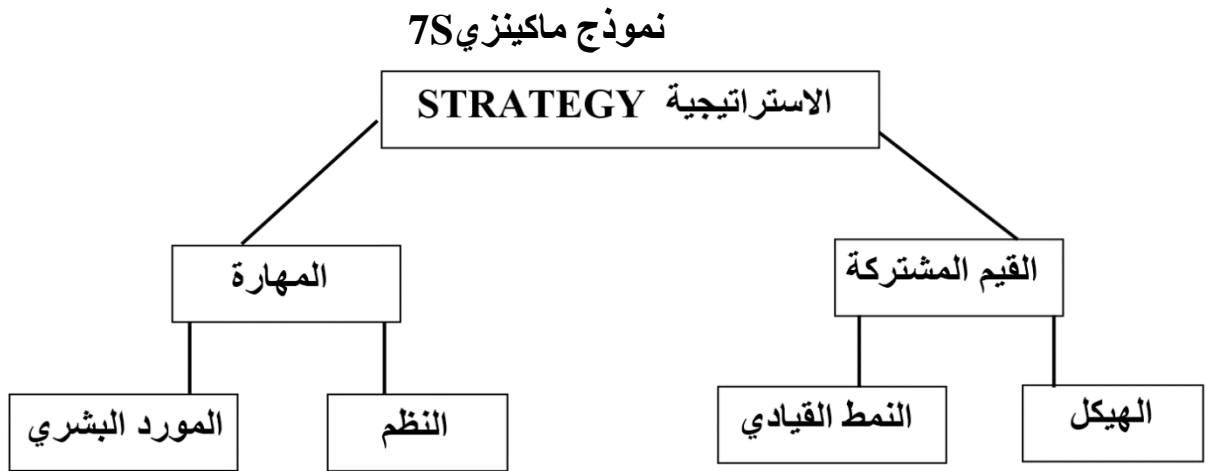 نموذج ماكينزي7S
الاستراتيجية STRATEGY
القيم المشتركة
المهارة
الهيكل
النمط القيادي
النظم
المورد البشري